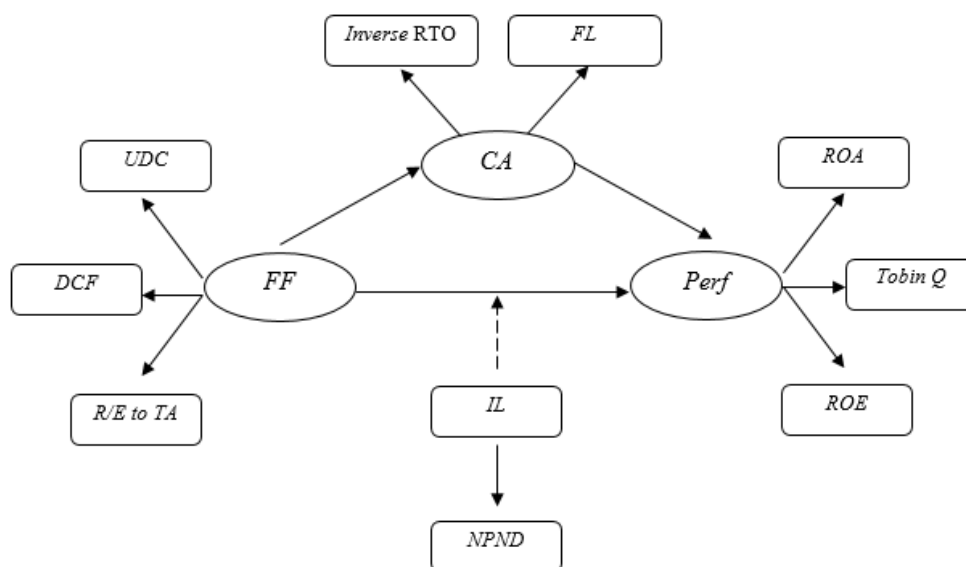 Inverse RTO
FL
CA
UDC
ROA
DCF
FF
Perf
Tobin Q
R/E to TA
IL
ROE
NPND